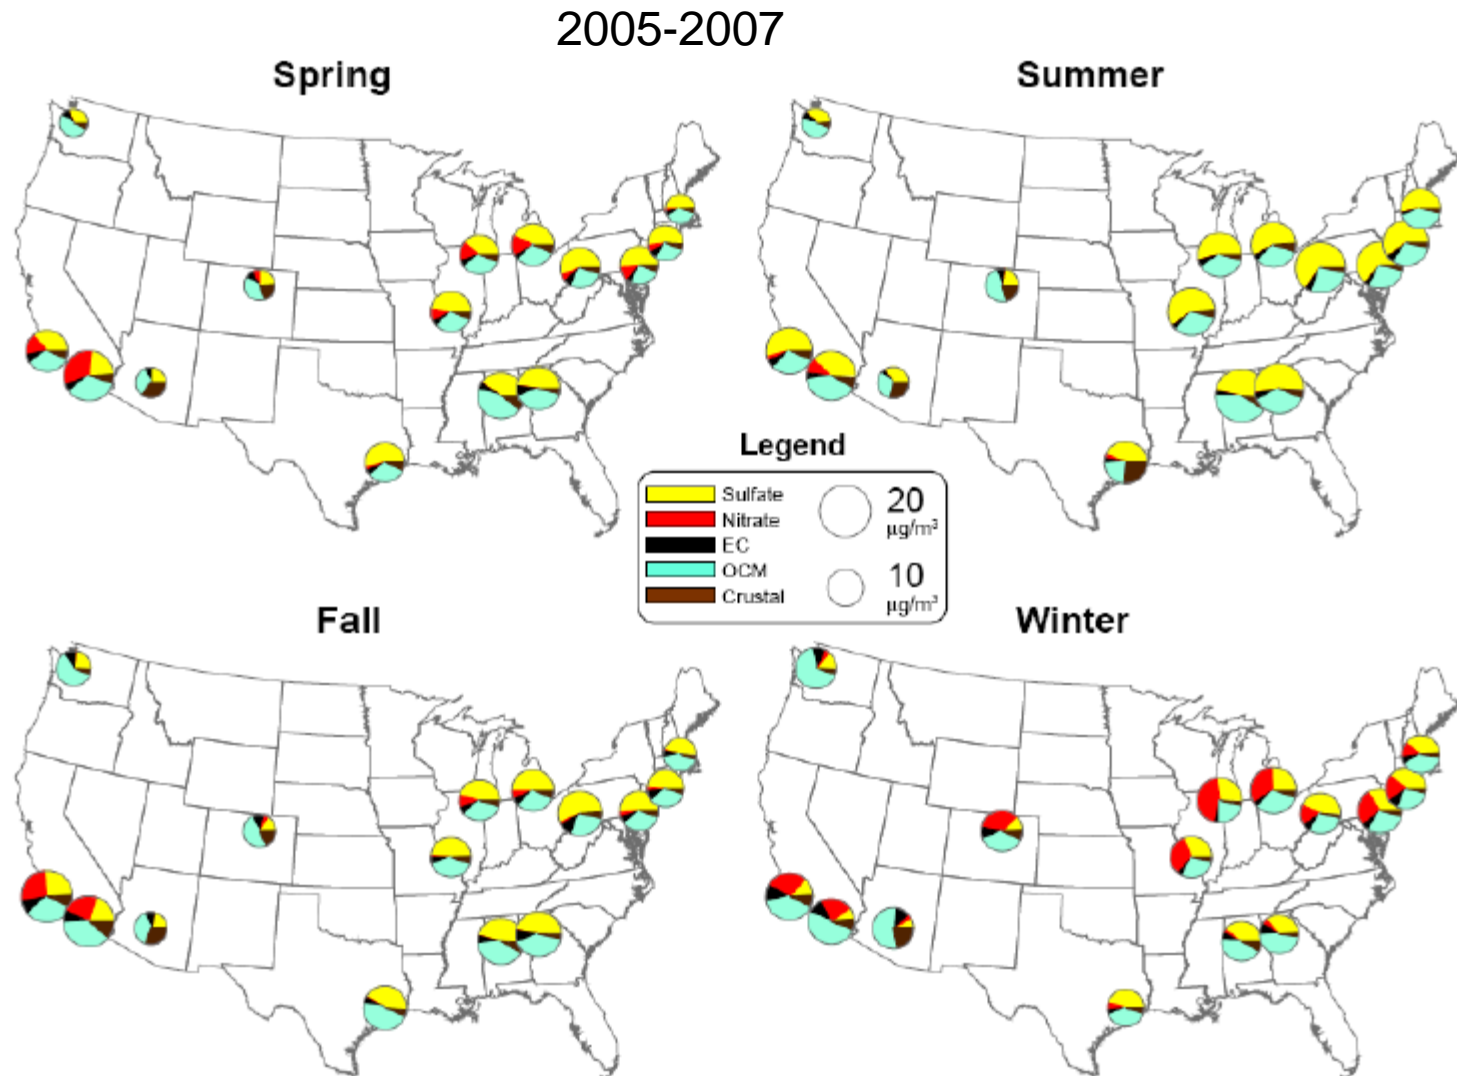 2005-2007
Spring
Summer
Legend
Sulfate
Nitrate
EC
OCM
Crustal
20
µg/m³
10
µg/m³
Fall
Winter